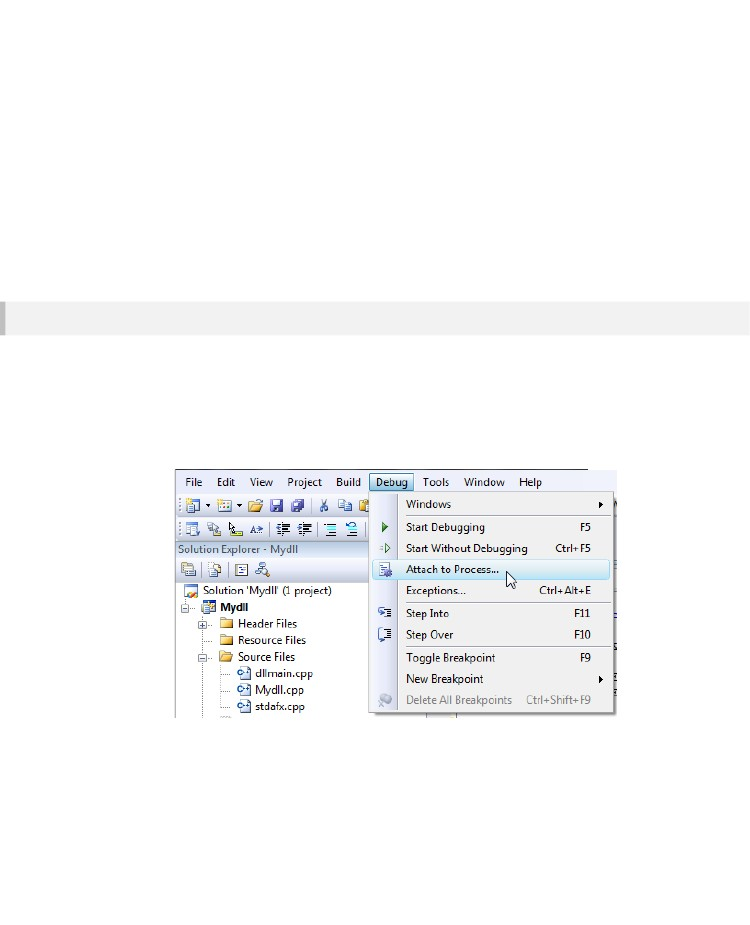 File Edit View Project Build Debug Tools Window Help
Windows
Start Debugging F5
Start Without Debugging Ctrl+F5
Attach to Process...
Exceptions... Ctrl+Alt+E
Step Into F11
Step Over F10
Toggle Breakpoint F9
New Breakpoint
Delete All Breakpoints Ctrl+Shift+F9
Solution Explorer - Mydll
Solution 'Mydll' (1 project)
Mydll
Header Files
Resource Files
Source Files
dllmain.cpp
Mydll.cpp
stdafx.cpp